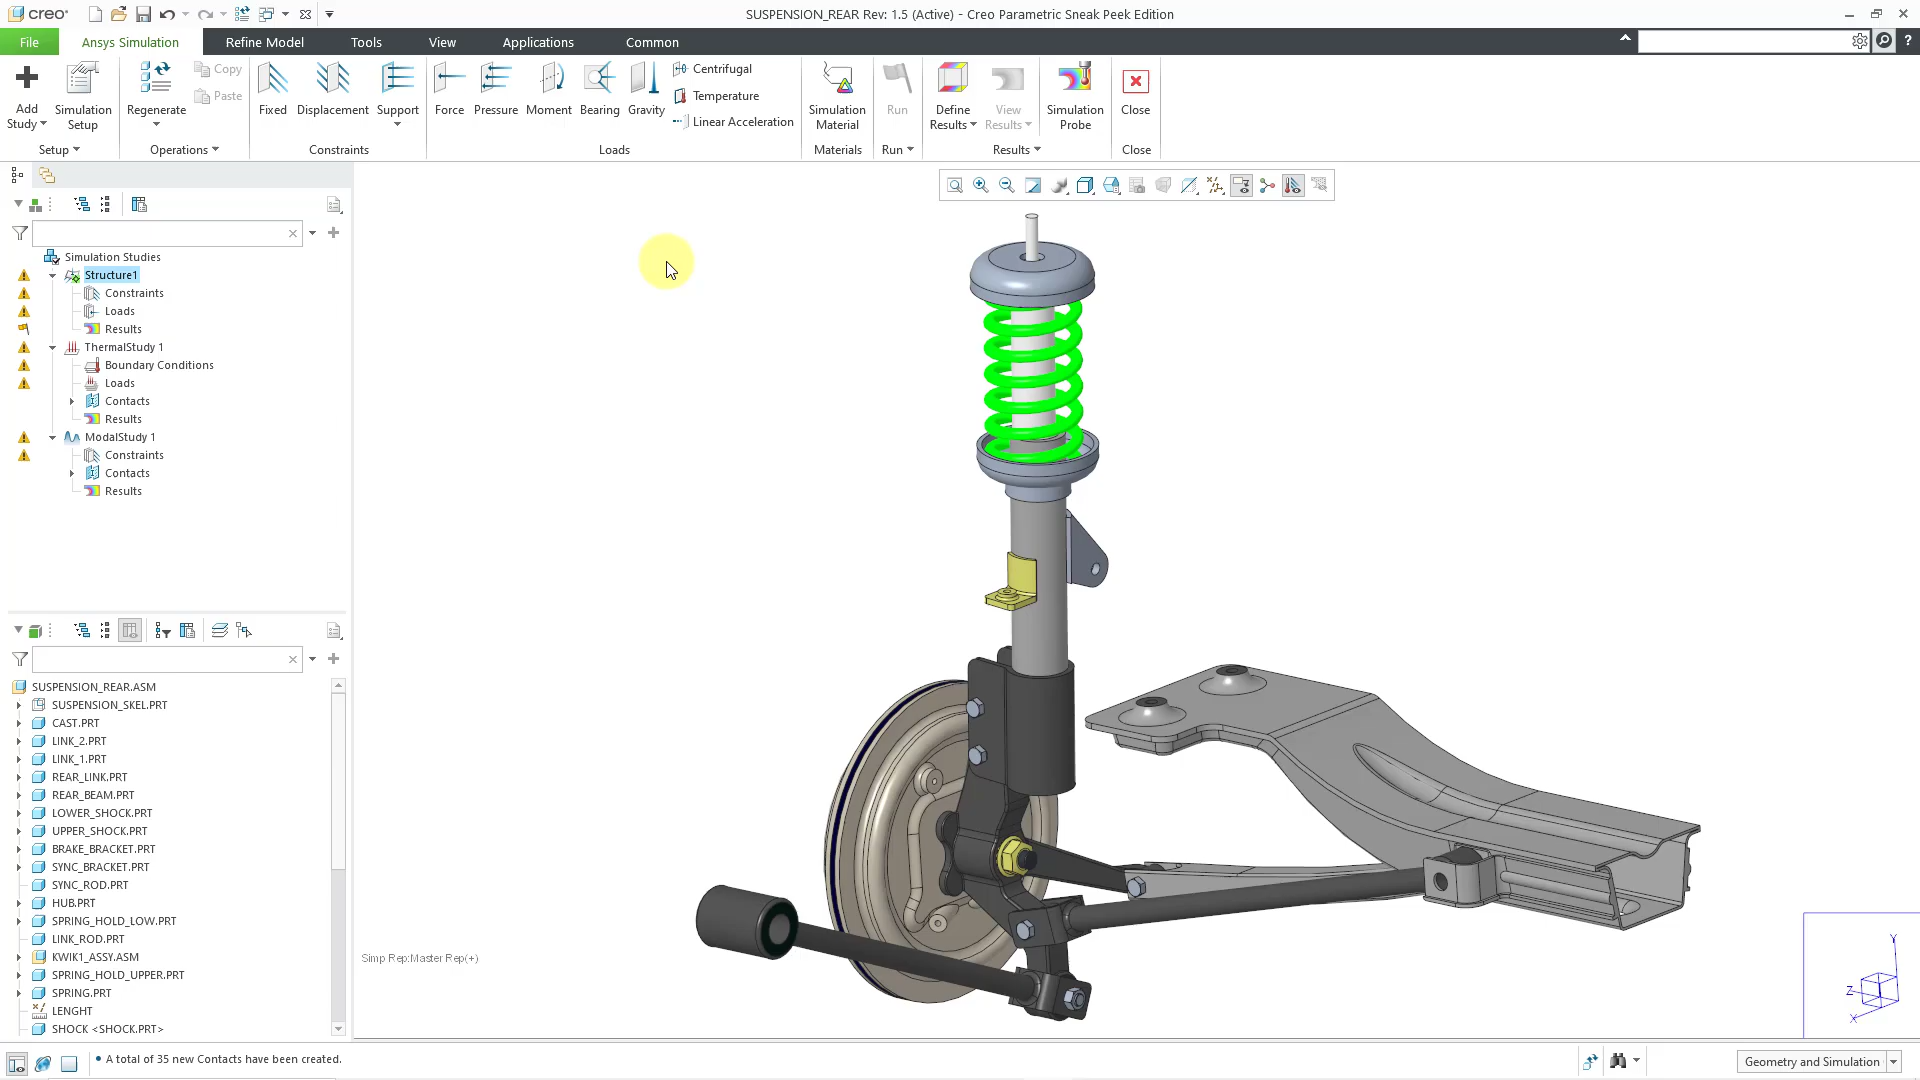 creo
SUSPENSION_REAR Rev: 1.5 (Active) - Creo Parametric Sneak Peek Edition
File
Ansys Simulation
Refine Model
Tools
View
Applications
Common
?
Add
Study
Simulation
Setup
Regenerate
Copy
Paste
Fixed
Displacement
Support
Force
Pressure
Moment
Bearing
Gravity
Centrifugal
Temperature
Linear Acceleration
Simulation
Material
Run
Define
Results
View
Results
Simulation
Probe
Close
Setup
Operations
Constraints
Loads
Materials
Run
Results
Close
Simulation Studies
Structure1
Constraints
Loads
Results
ThermalStudy 1
Boundary Conditions
Loads
Contacts
Results
ModalStudy 1
Constraints
Contacts
Results
SUSPENSION_REAR.ASM
SUSPENSION_SKEL.PRT
CAST.PRT
LINK_2.PRT
LINK_1.PRT
REAR_LINK.PRT
REAR_BEAM.PRT
LOWER_SHOCK.PRT
UPPER_SHOCK.PRT
BRAKE_BRACKET.PRT
SYNC_BRACKET.PRT
SYNC_ROD.PRT
HUB.PRT
SPRING_HOLD_LOW.PRT
LINK_ROD.PRT
KWIK1_ASSY.ASM
SPRING_HOLD_UPPER.PRT
SPRING.PRT
LENGHT
SHOCK <SHOCK.PRT>
Simp Rep:Master Rep(+)
Y
Z
X
• A total of 35 new Contacts have been created.
Geometry and Simulation